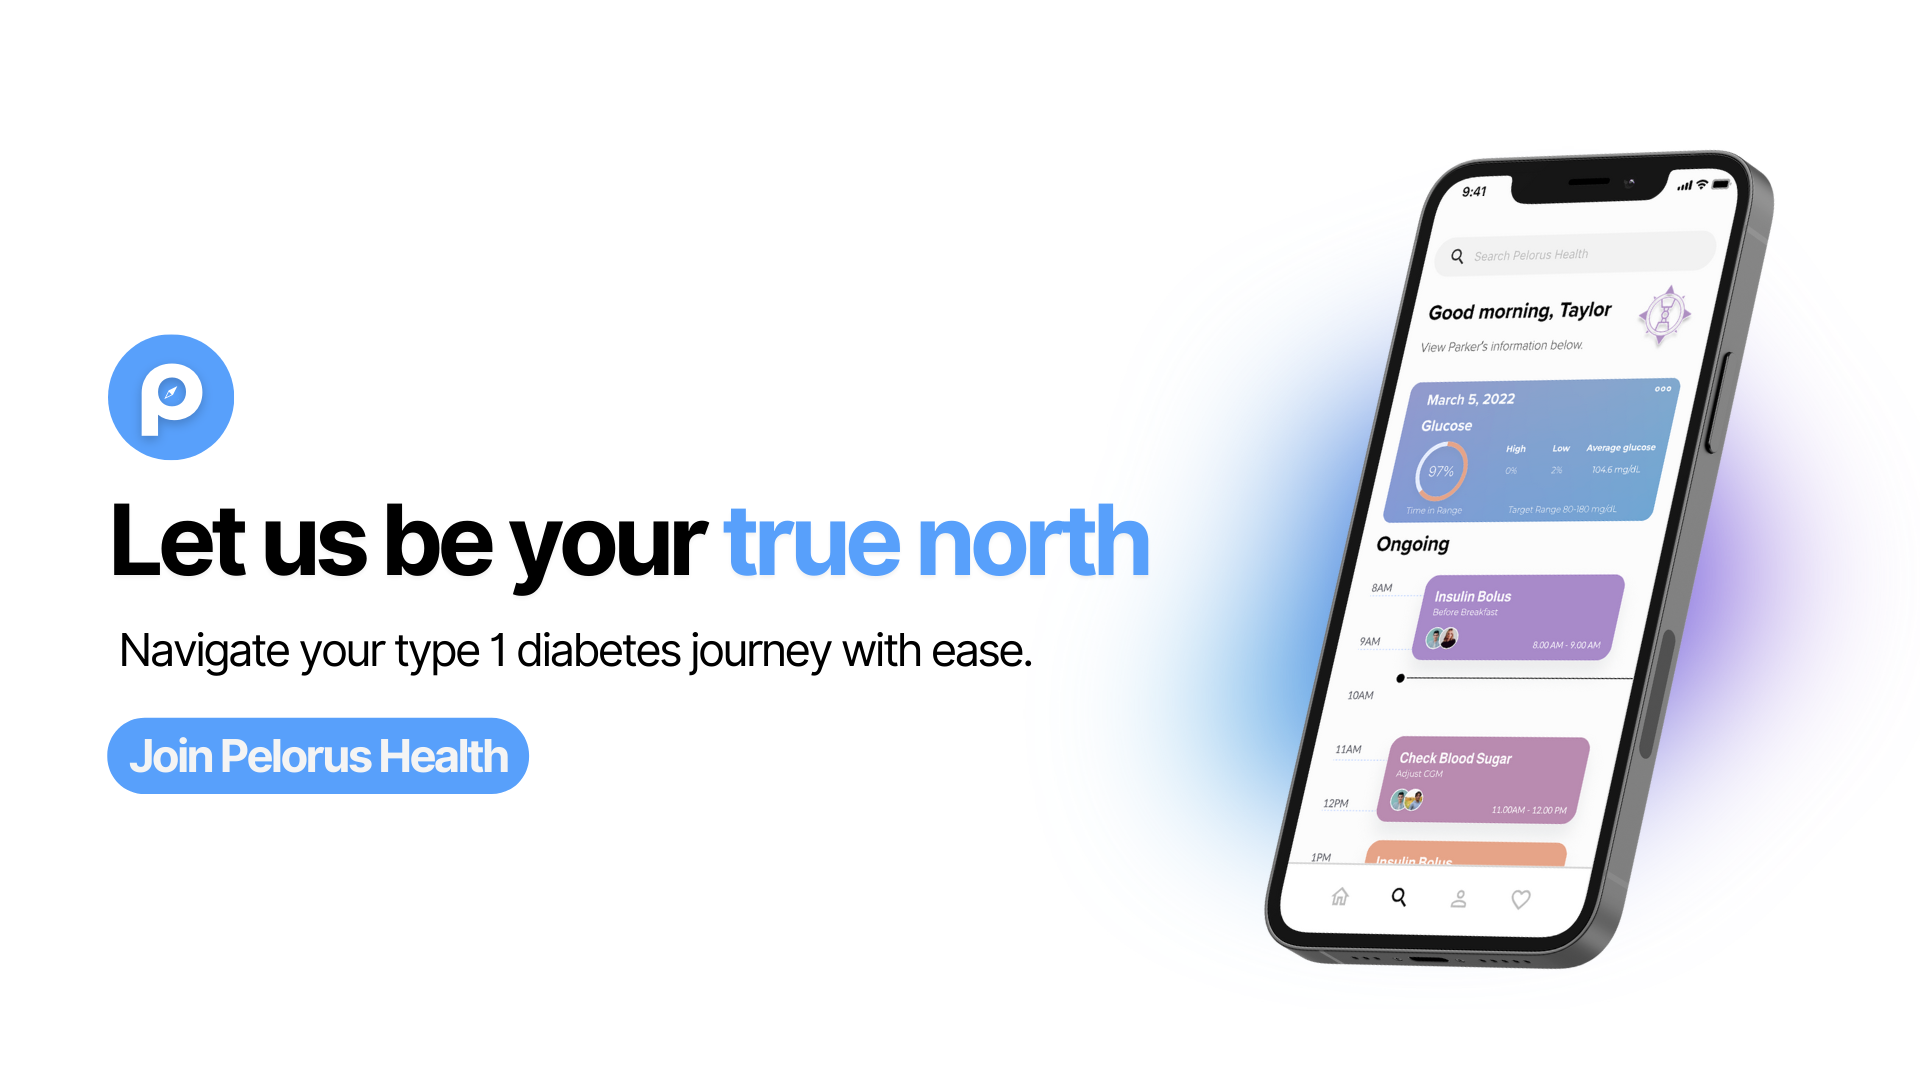 p
Let us be your true north
Navigate your type 1 diabetes journey with ease.
Join Pelorus Health
9:41
Search Pelorus Health
Good morning, Taylor
View Parker's information below.
March 5, 2022
Glucose
High Low Average glucose
97% 0% 2% 104.6 mg/dL
Time in Range Target Range 80-180 mg/dL
Ongoing
8AM
Insulin Bolus
Before Breakfast
9AM
8.00 AM - 9.00 AM
10AM
11AM
Check Blood Sugar
Adjust CGM
12PM
11.00AM - 12.00 PM
1PM
Insulin Bolus